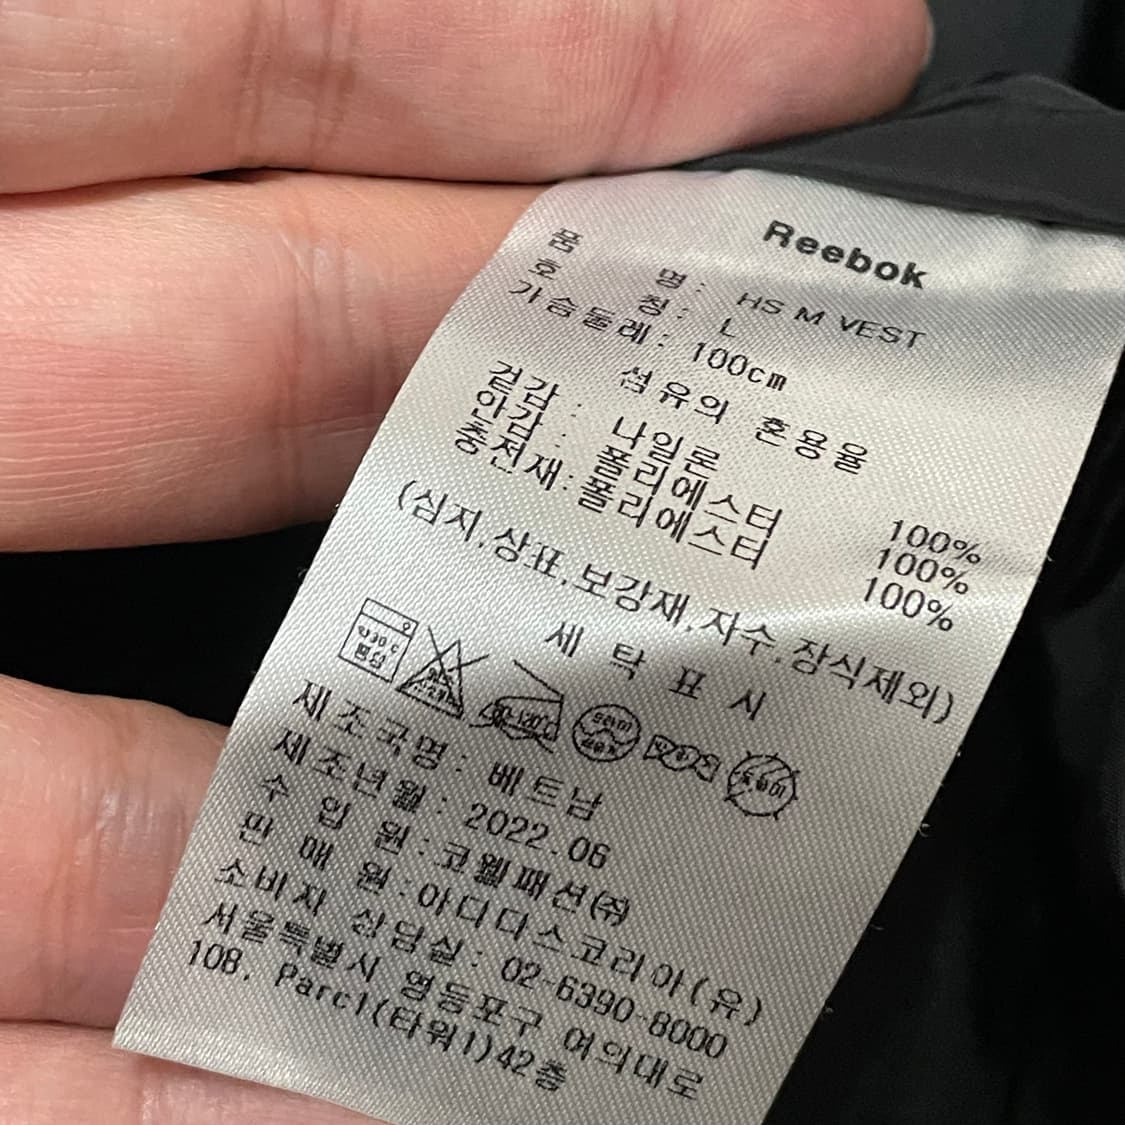 Reebok
품 명: HS M VEST
호 칭: L
가슴둘레: 100cm
섬유의 혼용율
겉감: 나일론 100%
안감: 폴리에스터 100%
충전재: 폴리에스터 100%
(심지,상표,보강재,자수,장식제외)
세탁표시
약30℃
중성
제조국명: 베트남
제조년월: 2022.06
수입원: 코웰패션㈜
판매원: 아디다스코리아(유)
소비자 상담실: 02-6390-8000
서울특별시 영등포구 여의대로
108, Parc1(타워1)42층